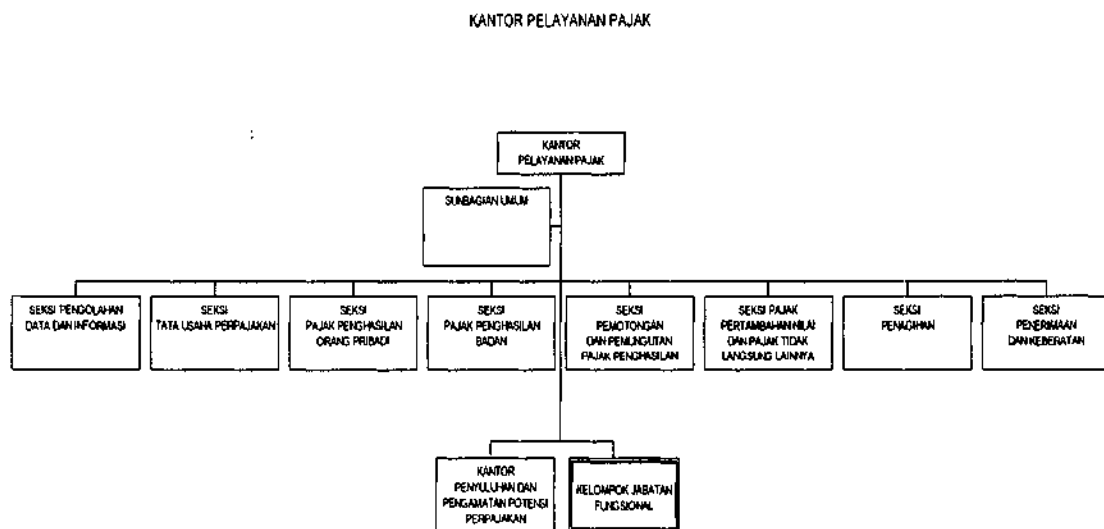 KANTOR PELAYANAN PAJAK
KANTOR
PELAYANAN PAJAK
SUNBAGIAN UMUM
SEKSI PENGOLAHAN
DATA DAN INFORMASI
SEKSI
TATA USAHA PERPAJAKAN
SEKSI
PAJAK PENGHASILAN
ORANG PRIBADI
SEKSI
PAJAK PENGHASILAN
BADAN
SEKSI
PEMOTONGAN
DAN PEMUNGUTAN
PAJAK PENGHASILAN
SEKSI PAJAK
PERTAMBAHAN NILAI
DAN PAJAK TIDAK
LANGSUNG LAINNYA
SEKSI
PENAGIHAN
SEKSI
PENERIMAAN
DAN KEBERATAN
KANTOR
PENYULUHAN DAN
PENGAMATAN POTENSI
PERPAJAKAN
KELOMPOK JABATAN
FUNGSIONAL